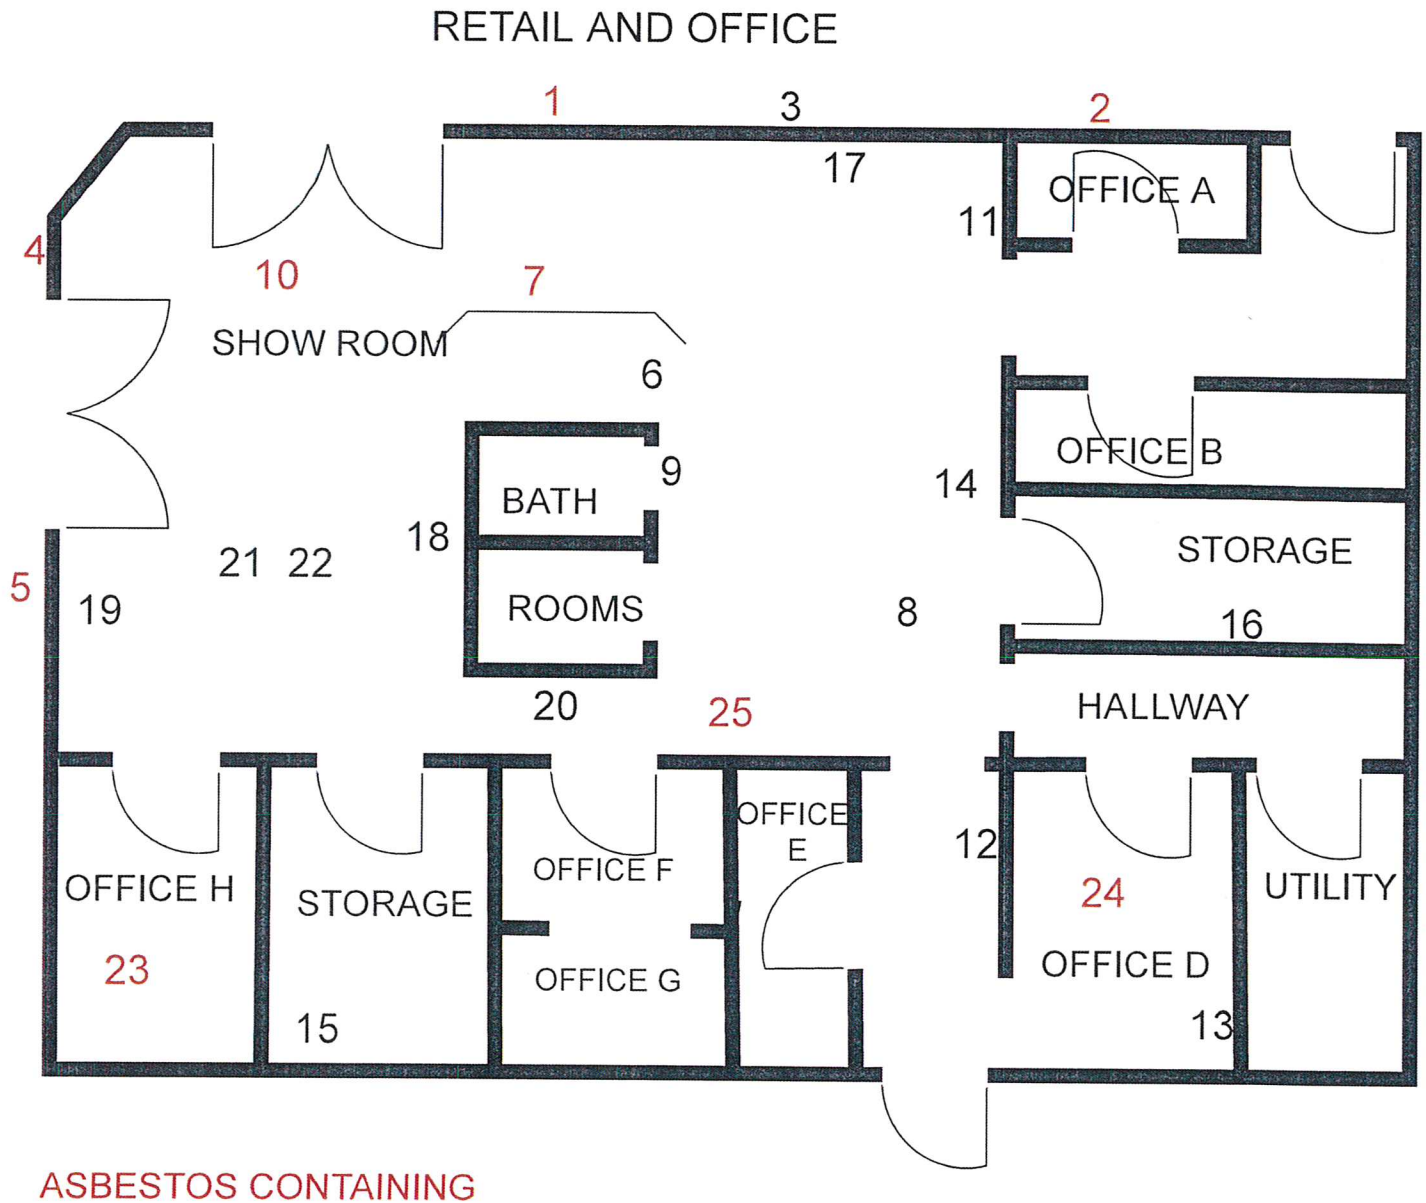 RETAIL AND OFFICE
1 3 2
17
OFFICE A
11
4
10 7
SHOW ROOM
6
9
OFFICE B
14
BATH
18
STORAGE
21 22
5
19
ROOMS
8
16
20
25
HALLWAY
OFFICE
E
12
OFFICE F
OFFICE H
STORAGE
24
UTILITY
23
OFFICE G
OFFICE D
15
13
ASBESTOS CONTAINING